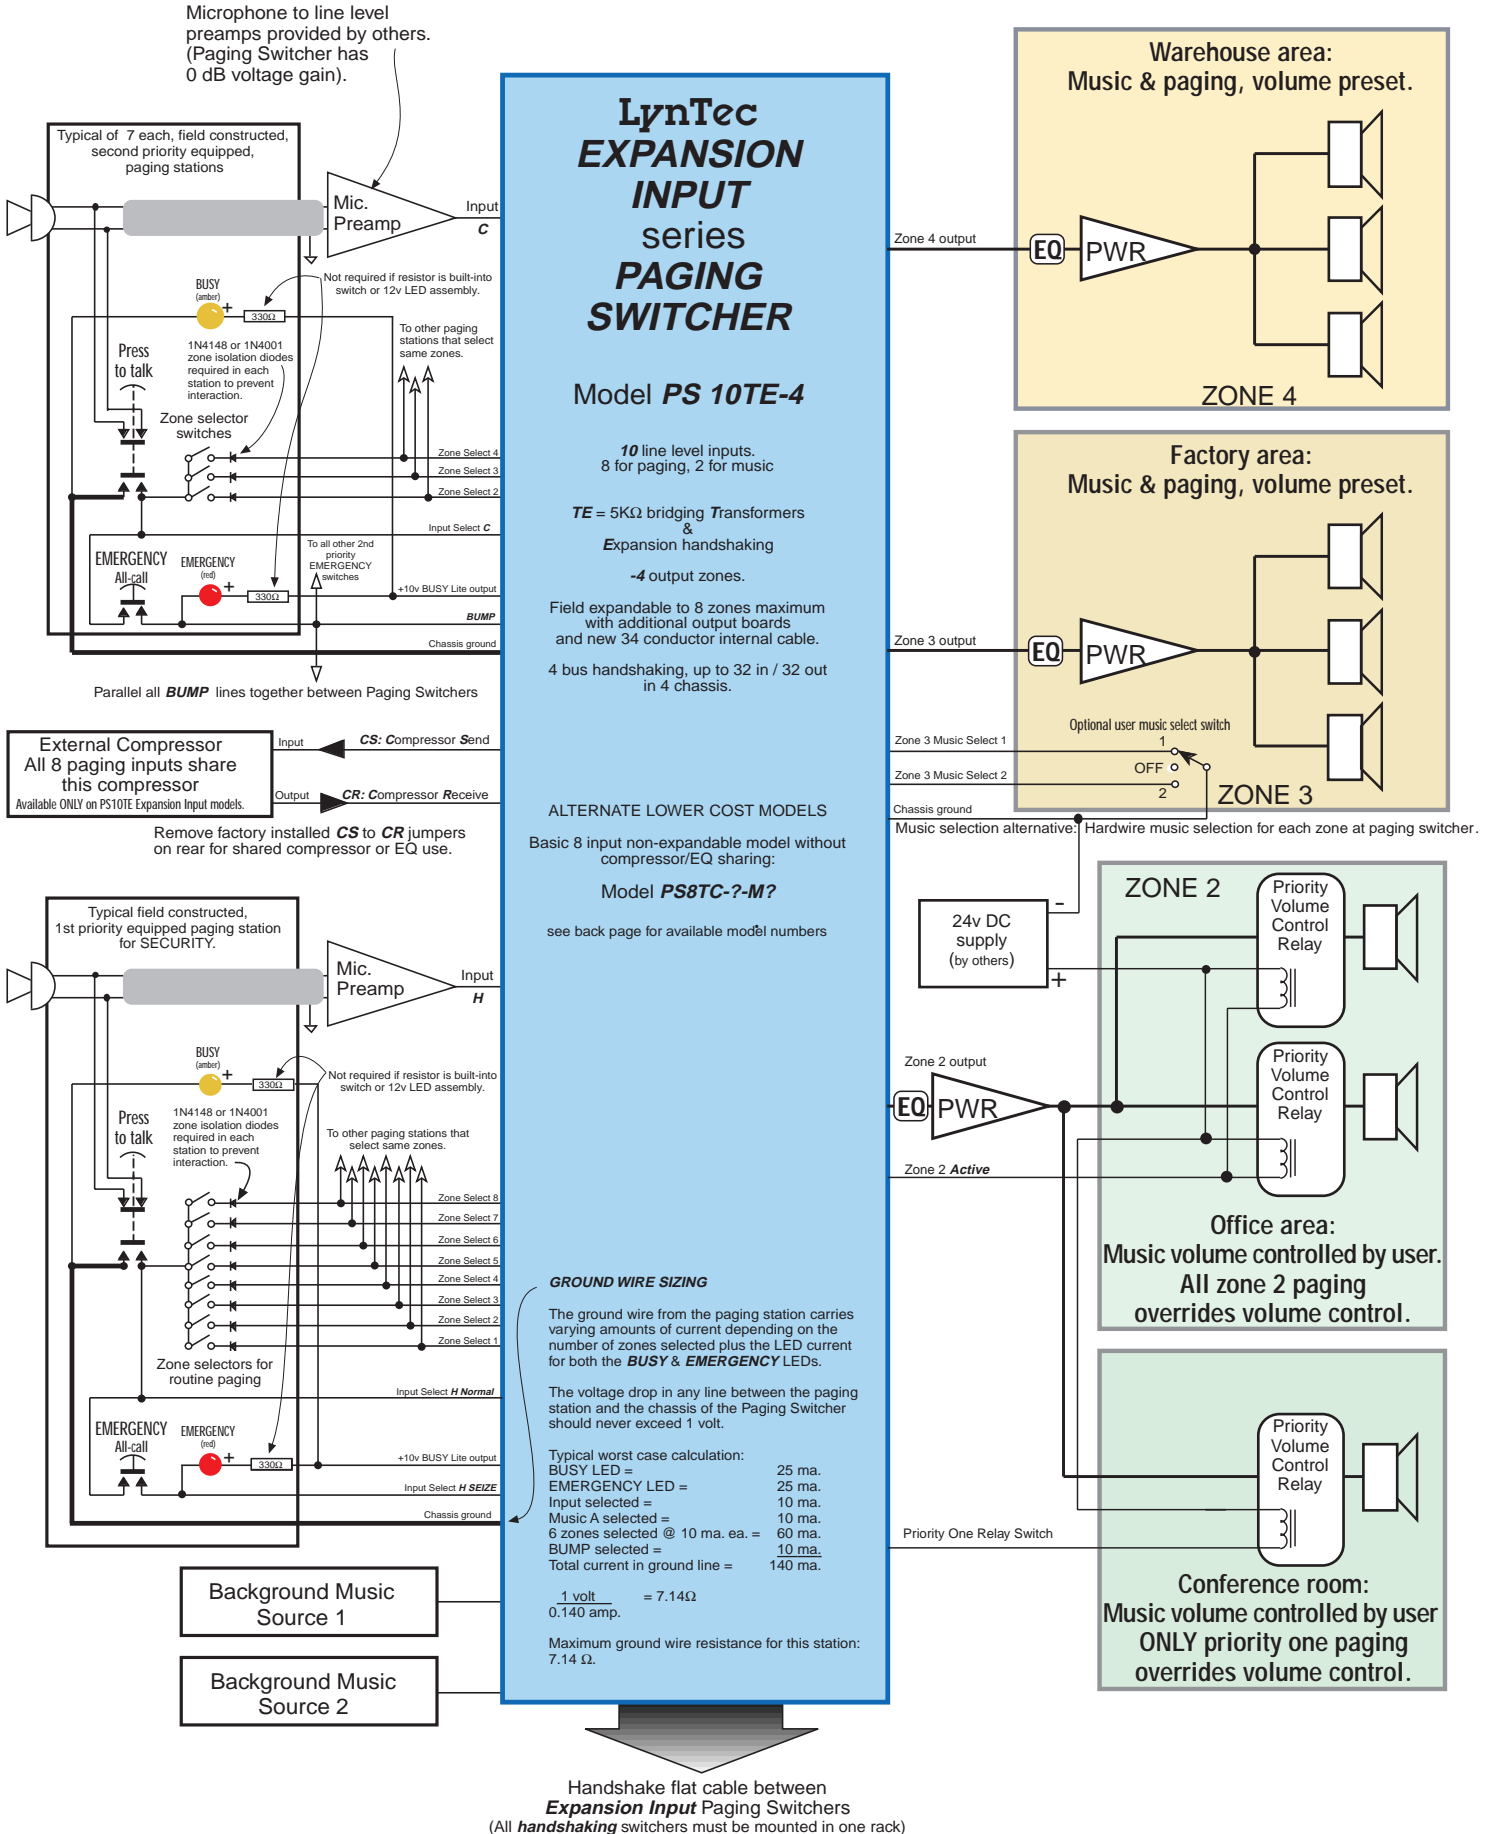 Microphone to line level
preamps provided by others.
(Paging Switcher has
0 dB voltage gain).
Typical of 7 each, field constructed,
second priority equipped,
paging stations
Mic.
Preamp
Input
C
BUSY
(amber)
+
330Ω
Not required if resistor is built-into
switch or 12v LED assembly.
Press
to talk
1N4148 or 1N4001
zone isolation diodes
required in each
station to prevent
interaction.
To other paging
stations that select
same zones.
Zone selector
switches
Zone Select 4
Zone Select 3
Zone Select 2
Input Select C
EMERGENCY
All-call
EMERGENCY
(red)
+
330Ω
To all other 2nd
priority
EMERGENCY
switches
+10v BUSY Lite output
BUMP
Chassis ground
Parallel all BUMP lines together between Paging Switchers
External Compressor
All 8 paging inputs share
this compressor
Available ONLY on PS10TE Expansion Input models.
Input
CS: Compressor Send
Output
CR: Compressor Receive
Remove factory installed CS to CR jumpers
on rear for shared compressor or EQ use.
Typical field constructed,
1st priority equipped paging station
for SECURITY.
Mic.
Preamp
Input
H
BUSY
(amber)
+
330Ω
Not required if resistor is built-into
switch or 12v LED assembly.
Press
to talk
1N4148 or 1N4001
zone isolation diodes
required in each
station to prevent
interaction.
To other paging stations that
select same zones.
Zone Select 8
Zone Select 7
Zone Select 6
Zone Select 5
Zone Select 4
Zone Select 3
Zone Select 2
Zone Select 1
Zone selectors for
routine paging
Input Select H Normal
EMERGENCY
All-call
EMERGENCY
(red)
+
330Ω
+10v BUSY Lite output
Input Select H SEIZE
Chassis ground
Background Music
Source 1
Background Music
Source 2
LynTec
EXPANSION
INPUT
series
PAGING
SWITCHER
Model PS 10TE-4
10 line level inputs.
8 for paging, 2 for music
TE = 5KΩ bridging Transformers
&
Expansion handshaking
-4 output zones.
Field expandable to 8 zones maximum
with additional output boards
and new 34 conductor internal cable.
4 bus handshaking, up to 32 in / 32 out
in 4 chassis.
ALTERNATE LOWER COST MODELS
Basic 8 input non-expandable model without
compressor/EQ sharing:
Model PS8TC-?-M?
see back page for available model numbers
GROUND WIRE SIZING
The ground wire from the paging station carries
varying amounts of current depending on the
number of zones selected plus the LED current
for both the BUSY & EMERGENCY LEDs.
The voltage drop in any line between the paging
station and the chassis of the Paging Switcher
should never exceed 1 volt.
Typical worst case calculation:
BUSY LED = 25 ma.
EMERGENCY LED = 25 ma.
Input selected = 10 ma.
Music A selected = 10 ma.
6 zones selected @ 10 ma. ea. = 60 ma.
BUMP selected = 10 ma.
Total current in ground line = 140 ma.
1 volt = 7.14Ω
0.140 amp.
Maximum ground wire resistance for this station:
7.14 Ω.
Handshake flat cable between
Expansion Input Paging Switchers
(All handshaking switchers must be mounted in one rack)
Warehouse area:
Music & paging, volume preset.
Zone 4 output
EQ
PWR
ZONE 4
Factory area:
Music & paging, volume preset.
Zone 3 output
EQ
PWR
Optional user music select switch
Zone 3 Music Select 1
1
OFF
Zone 3 Music Select 2
2
ZONE 3
Chassis ground
Music selection alternative: Hardwire music selection for each zone at paging switcher.
ZONE 2
24v DC
supply
(by others)
-
+
Priority
Volume
Control
Relay
Zone 2 output
EQ
PWR
Priority
Volume
Control
Relay
Zone 2 Active
Office area:
Music volume controlled by user.
All zone 2 paging
overrides volume control.
Priority
Volume
Control
Relay
Priority One Relay Switch
Conference room:
Music volume controlled by user
ONLY priority one paging
overrides volume control.